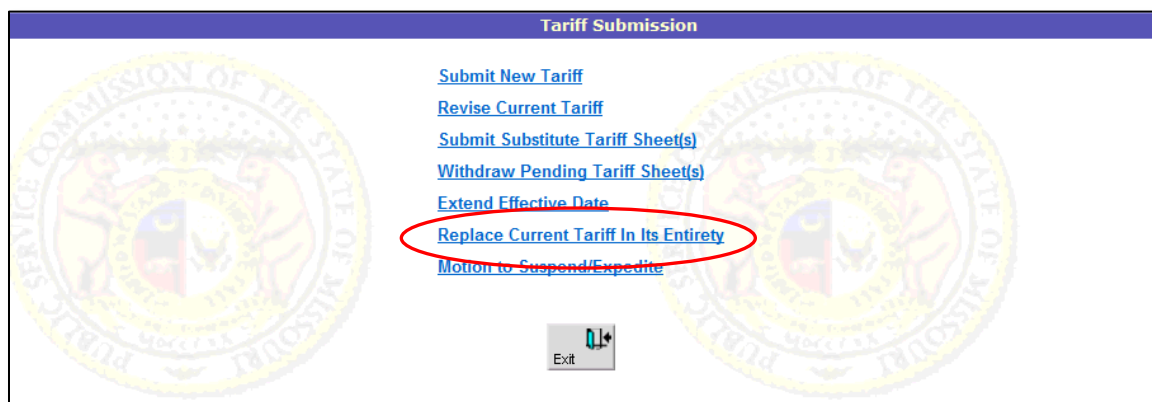 Tariff Submission
Submit New Tariff
Revise Current Tariff
Submit Substitute Tariff Sheet(s)
Withdraw Pending Tariff Sheet(s)
Extend Effective Date
Replace Current Tariff In Its Entirety
Motion to Suspend/Expedite
Exit